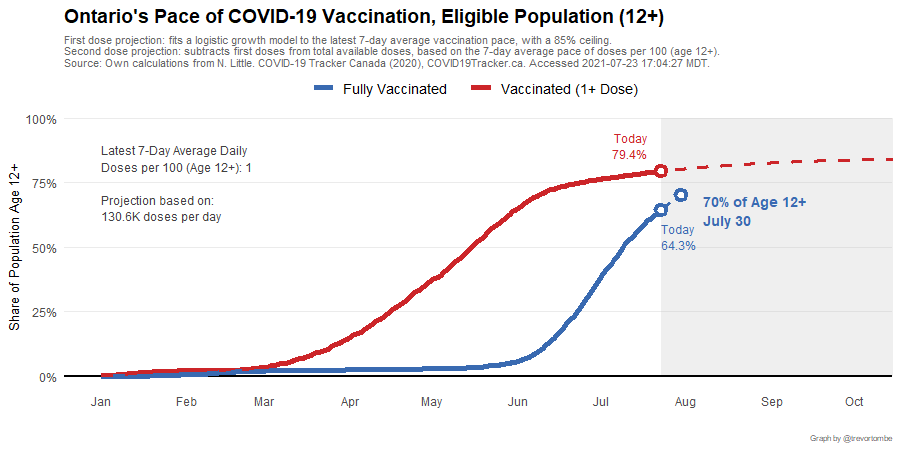 Ontario's Pace of COVID-19 Vaccination, Eligible Population (12+)
First dose projection: fits a logistic growth model to the latest 7-day average vaccination pace, with a 85% ceiling.
Second dose projection: subtracts first doses from total available doses, based on the 7-day average pace of doses per 100 (age 12+).
Source: Own calculations from N. Little. COVID-19 Tracker Canada (2020), COVID19Tracker.ca. Accessed 2021-07-23 17:04:27 MDT.
Fully Vaccinated
Vaccinated (1+ Dose)
Share of Population Age 12+
100%
75%
50%
25%
0%
Latest 7-Day Average Daily
Doses per 100 (Age 12+): 1
Projection based on:
130.6K doses per day
Today
79.4%
70% of Age 12+
July 30
Today
64.3%
Jan
Feb
Mar
Apr
May
Jun
Jul
Aug
Sep
Oct
Graph by @trevortombe